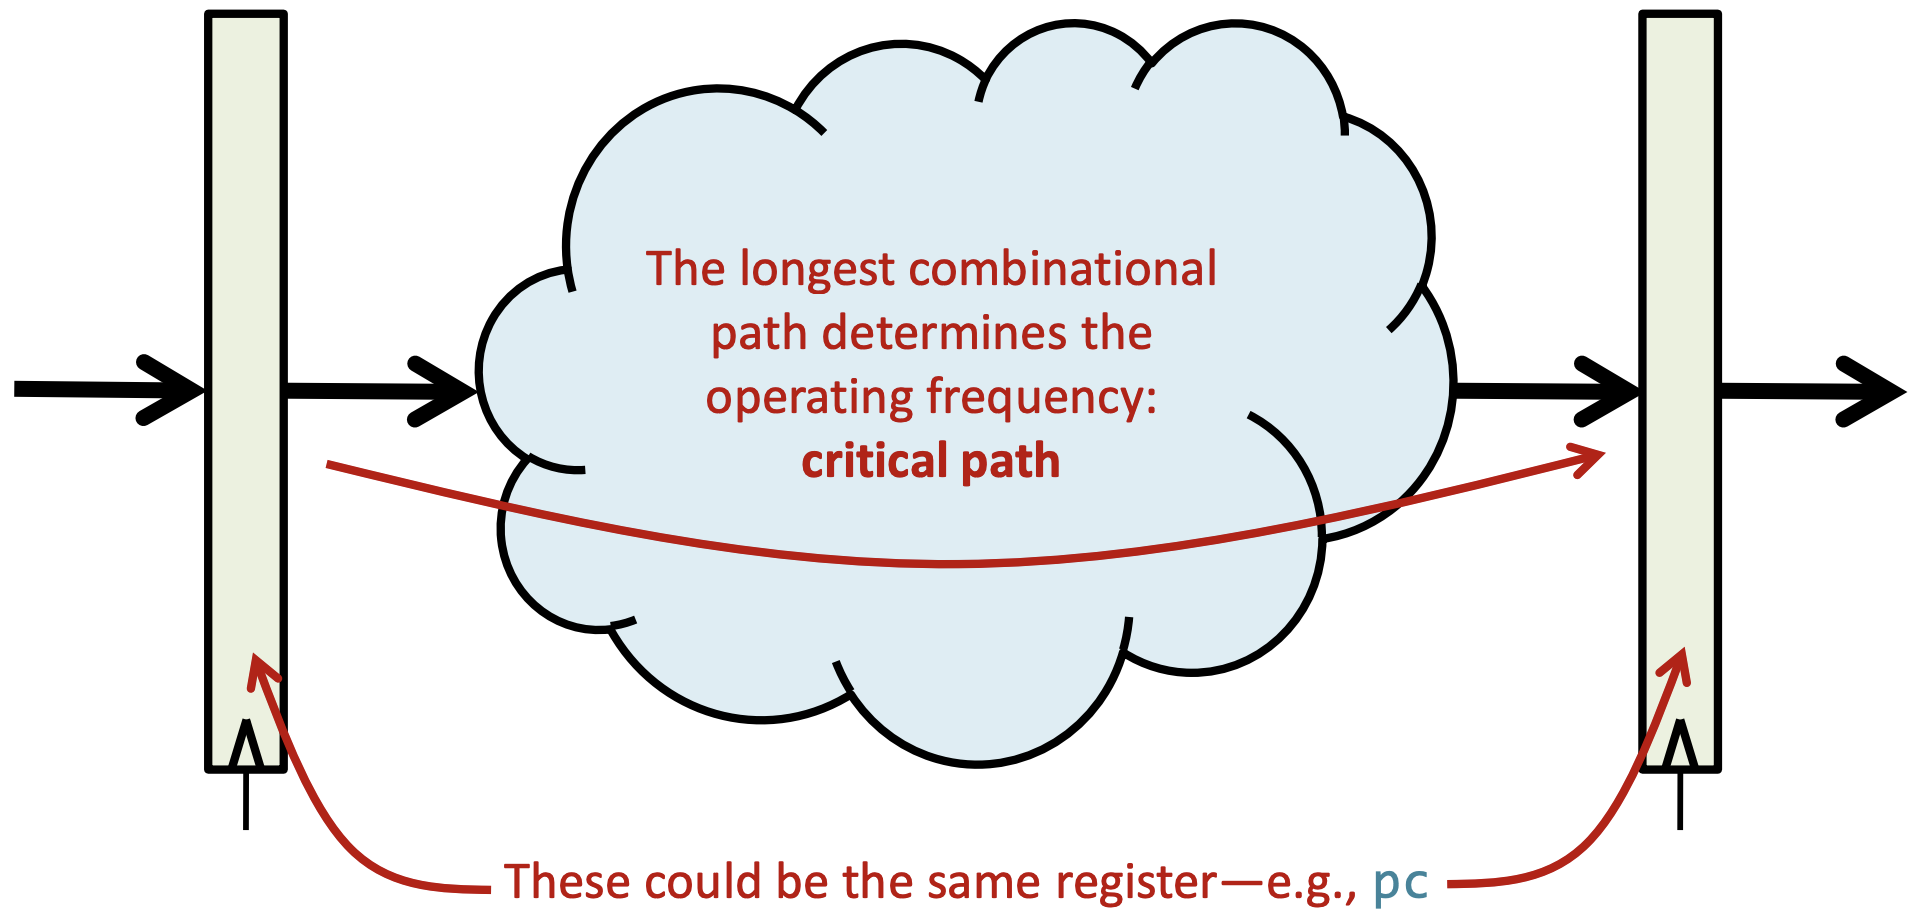 The longest combinational
path determines the
operating frequency:
critical path
These could be the same register—e.g., pc